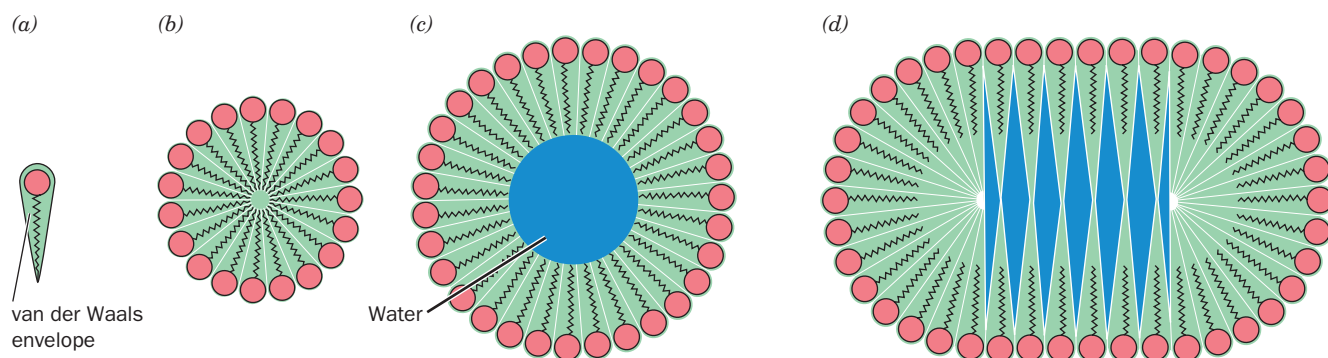 (a)
(b)
(c)
(d)
van der Waals
envelope
Water